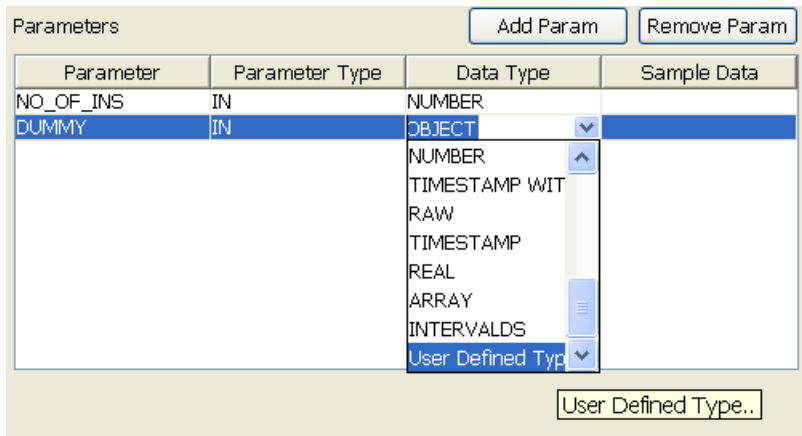 Parameters Add Param Remove Param
Parameter Parameter Type Data Type Sample Data
NO_OF_INS IN NUMBER
DUMMY IN OBJECT
NUMBER
TIMESTAMP WIT
RAW
TIMESTAMP
REAL
ARRAY
INTERVALDS
User Defined Typ
User Defined Type..